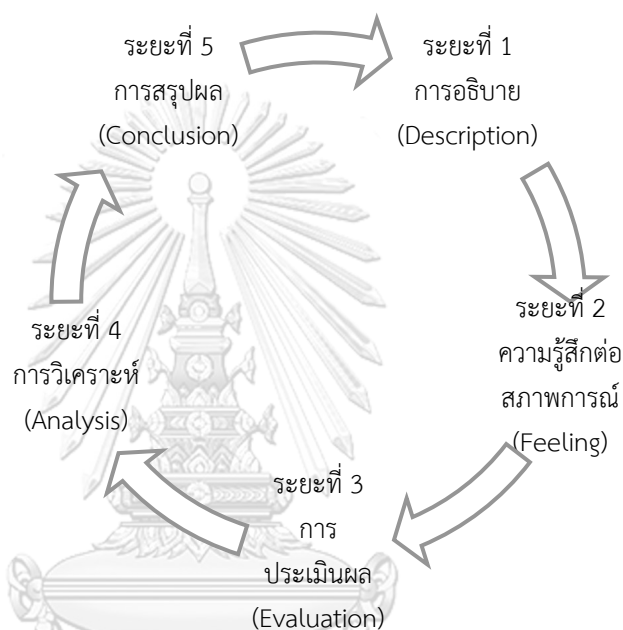 ระยะที่ 1
การอธิบาย
(Description)
ระยะที่ 2
ความรู้สึกต่อ
สภาพการณ์
(Feeling)
ระยะที่ 3
การ
ประเมินผล
(Evaluation)
ระยะที่ 4
การวิเคราะห์
(Analysis)
ระยะที่ 5
การสรุปผล
(Conclusion)